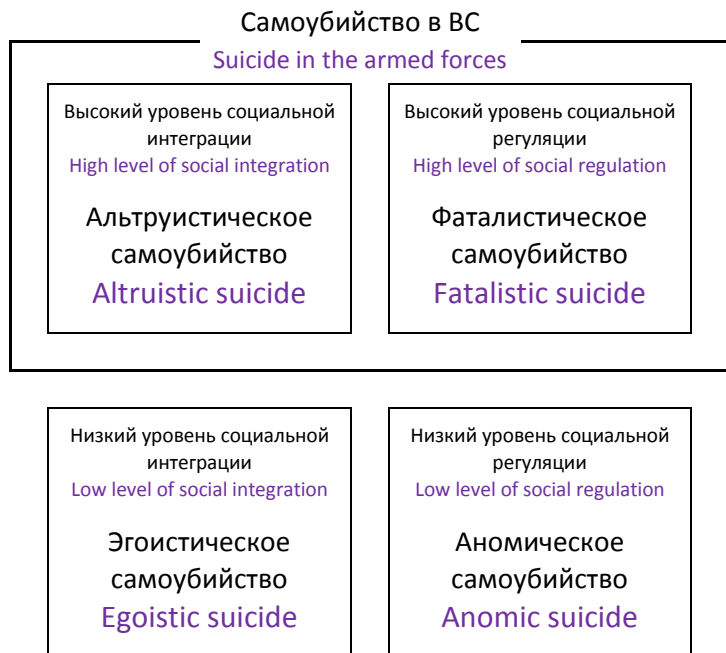 Самоубийство в ВС
Suicide in the armed forces
Высокий уровень социальной
интеграции
High level of social integration
Альтруистическое
самоубийство
Altruistic suicide
Высокий уровень социальной
регуляции
High level of social regulation
Фаталистическое
самоубийство
Fatalistic suicide
Низкий уровень социальной
интеграции
Low level of social integration
Эгоистическое
самоубийство
Egoistic suicide
Низкий уровень социальной
регуляции
Low level of social regulation
Аномическое
самоубийство
Anomic suicide